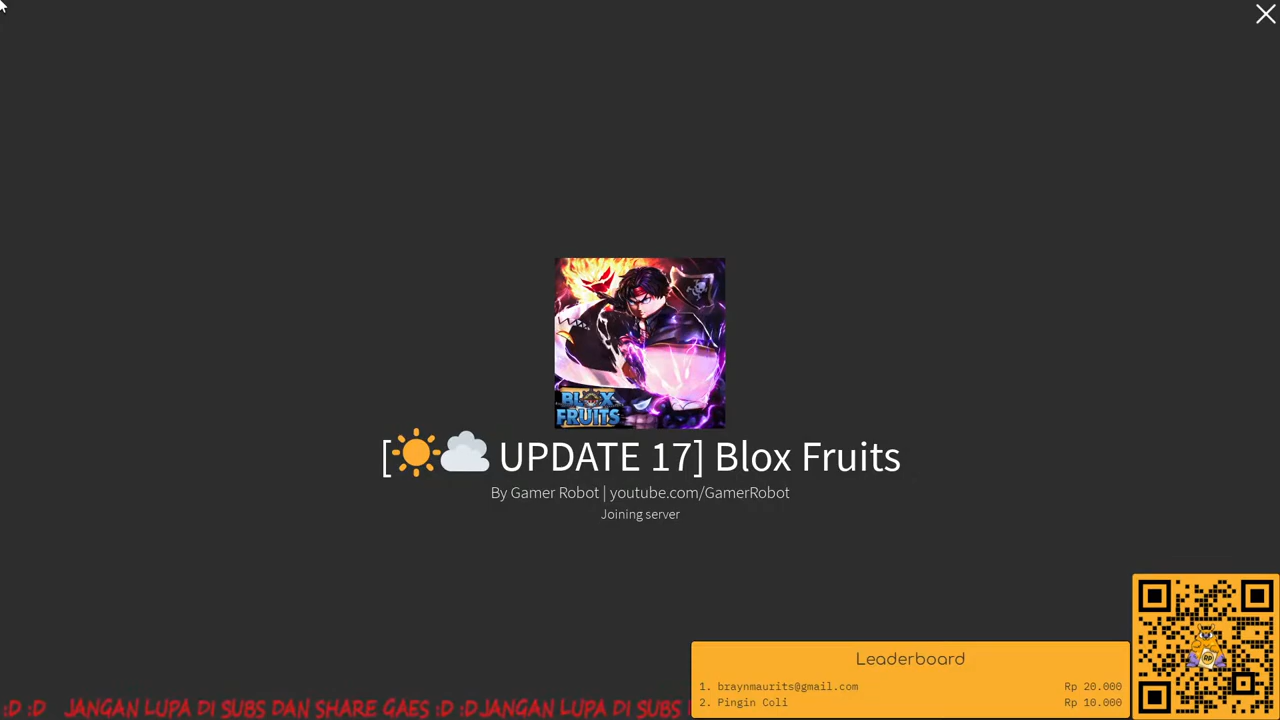 BLOX
FRUITS
[☀️☁️ UPDATE 17] Blox Fruits
By Gamer Robot | youtube.com/GamerRobot
Joining server
Leaderboard
1. braynmaurits@gmail.com Rp 20.000
2. Pingin Coli Rp 10.000
:D :D JANGAN LUPA DI SUBS DAN SHARE GAES :D :DJANGAN LUPA DI SUBS